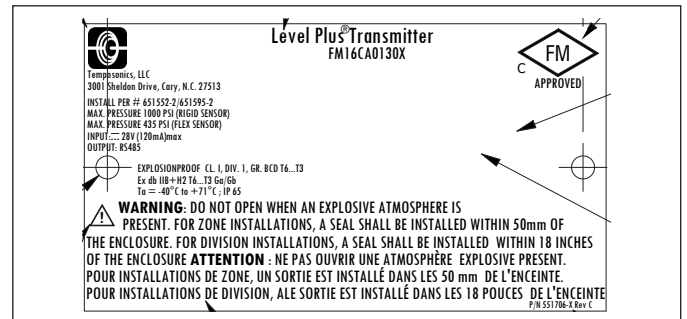 Level Plus® Transmitter
FM16CA0130X
FM
C
APPROVED
Temposonics, LLC
3001 Sheldon Drive, Cary, N.C. 27513
INSTALL PER # 651552-2/651595-2
MAX. PRESSURE 1000 PSI (RIGID SENSOR)
MAX. PRESSURE 435 PSI (FLEX SENSOR)
INPUT:⎓ 28V (120mA)max
OUTPUT: RS485
EXPLOSIONPROOF CL. I, DIV. 1, GR. BCD T6...T3
Ex db IIB+H2 T6...T3 Ga/Gb
Ta = -40°C to +71°C ; IP 65
WARNING: DO NOT OPEN WHEN AN EXPLOSIVE ATMOSPHERE IS
PRESENT. FOR ZONE INSTALLATIONS, A SEAL SHALL BE INSTALLED WITHIN 50mm OF
THE ENCLOSURE. FOR DIVISION INSTALLATIONS, A SEAL SHALL BE INSTALLED WITHIN 18 INCHES
OF THE ENCLOSURE ATTENTION : NE PAS OUVRIR UNE ATMOSPHÈRE EXPLOSIVE PRESENT.
POUR INSTALLATIONS DE ZONE, UN SORTIE EST INSTALLÉ DANS LES 50 mm DE L'ENCEINTE.
POUR INSTALLATIONS DE DIVISION, ALE SORTIE EST INSTALLÉ DANS LES 18 POUCES DE L'ENCEINTE
P/N 551706-X Rev C